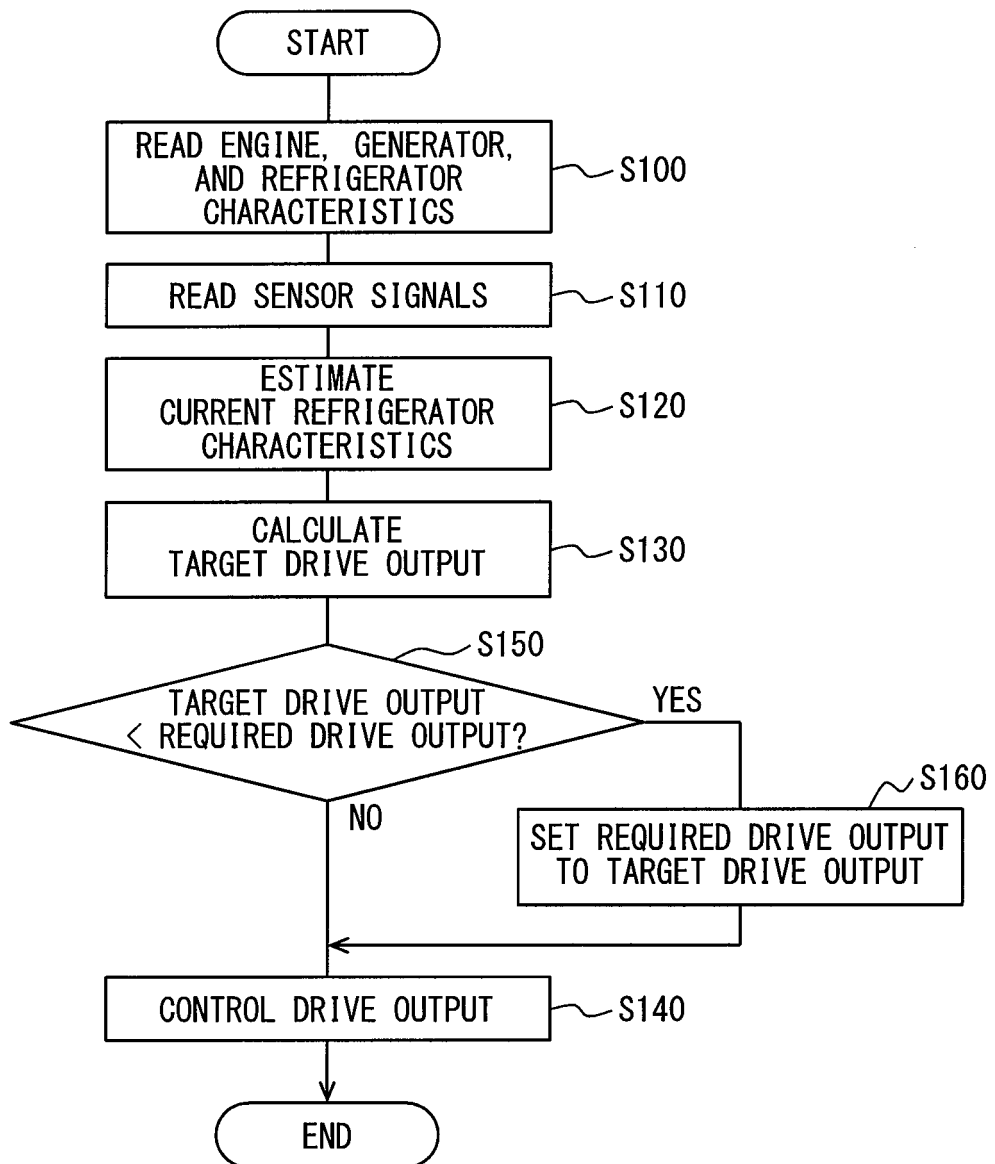 START
READ ENGINE, GENERATOR,
AND REFRIGERATOR
CHARACTERISTICS
S100
READ SENSOR SIGNALS
S110
ESTIMATE
CURRENT REFRIGERATOR
CHARACTERISTICS
S120
CALCULATE
TARGET DRIVE OUTPUT
S130
S150
TARGET DRIVE OUTPUT
< REQUIRED DRIVE OUTPUT?
YES
NO
S160
SET REQUIRED DRIVE OUTPUT
TO TARGET DRIVE OUTPUT
CONTROL DRIVE OUTPUT
S140
END